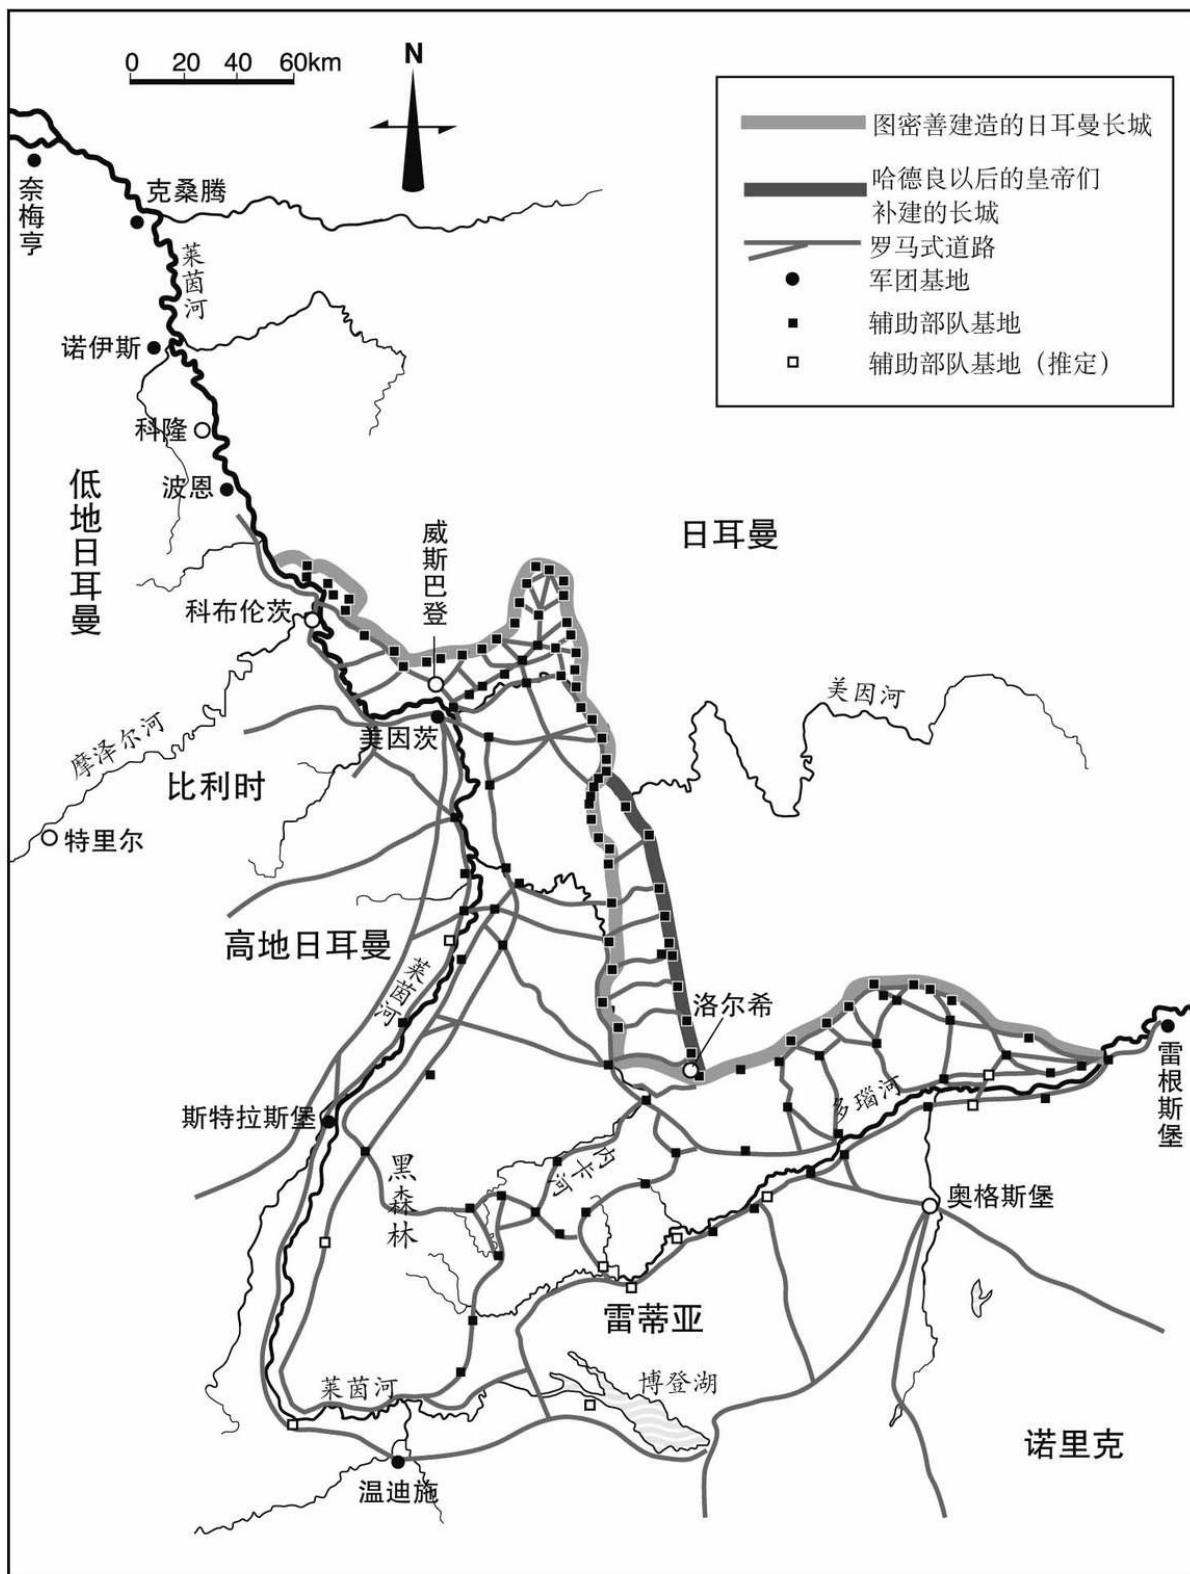 0 20 40 60km
N
图密善建造的日耳曼长城
哈德良以后的皇帝们
补建的长城
罗马式道路
军团基地
辅助部队基地
辅助部队基地（推定）
奈梅亨
克桑腾
莱茵河
诺伊斯
科隆
波恩
低地日耳曼
日耳曼
威斯巴登
科布伦茨
美因河
摩泽尔河
美因茨
比利时
特里尔
高地日耳曼
莱茵河
洛尔希
雷根斯堡
多瑙河
斯特拉斯堡
黑森林
内卡河
奥格斯堡
雷蒂亚
莱茵河
博登湖
诺里克
温迪施